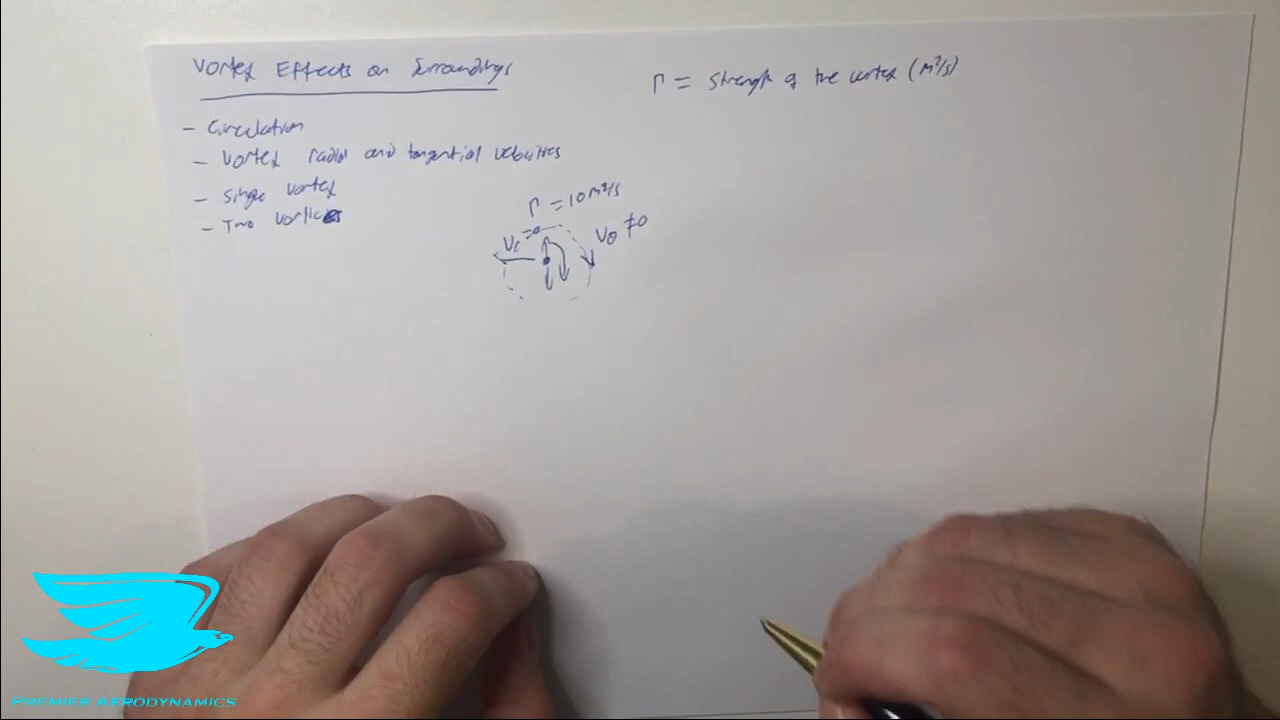 Vortex Effects on Surroundings
Γ = Strength of the vortex (m²/s)
- Circulation
- Vortex radial and tangential velocities
- Single vortex
- Two vortices
Γ = 10 m²/s
Vr = 0
Vθ ≠ 0
PREMIER AERODYNAMICS